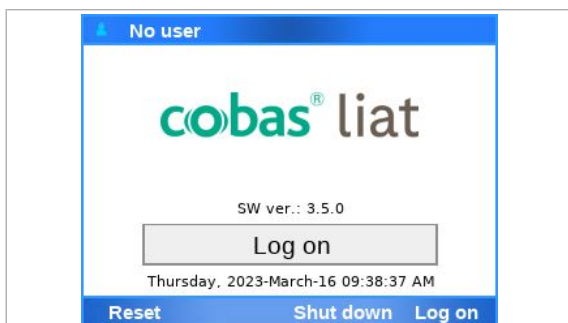 No user
cobas® liat
SW ver.: 3.5.0
Log on
Thursday, 2023-March-16 09:38:37 AM
Reset Shut down Log on